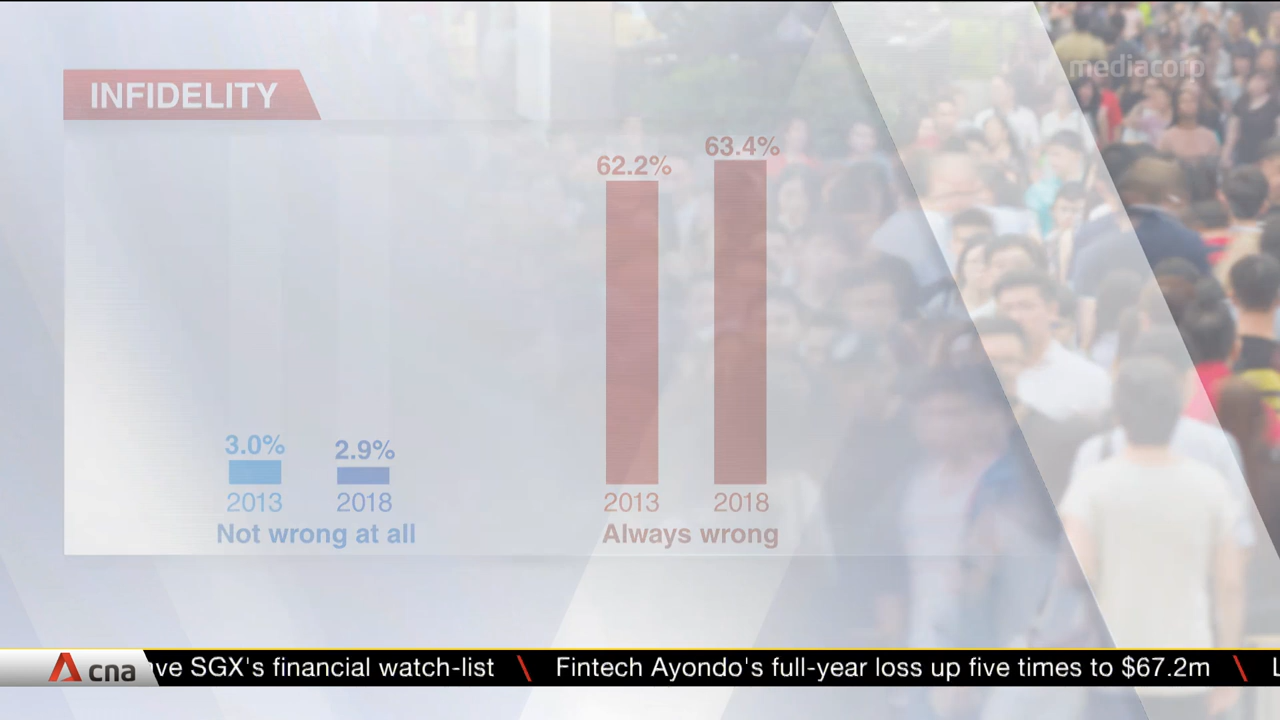 mediacorp
INFIDELITY
62.2%
63.4%
3.0%
2.9%
2013
2018
2013
2018
Not wrong at all
Always wrong
cna
ve SGX's financial watch-list \ Fintech Ayondo's full-year loss up five times to $67.2m \